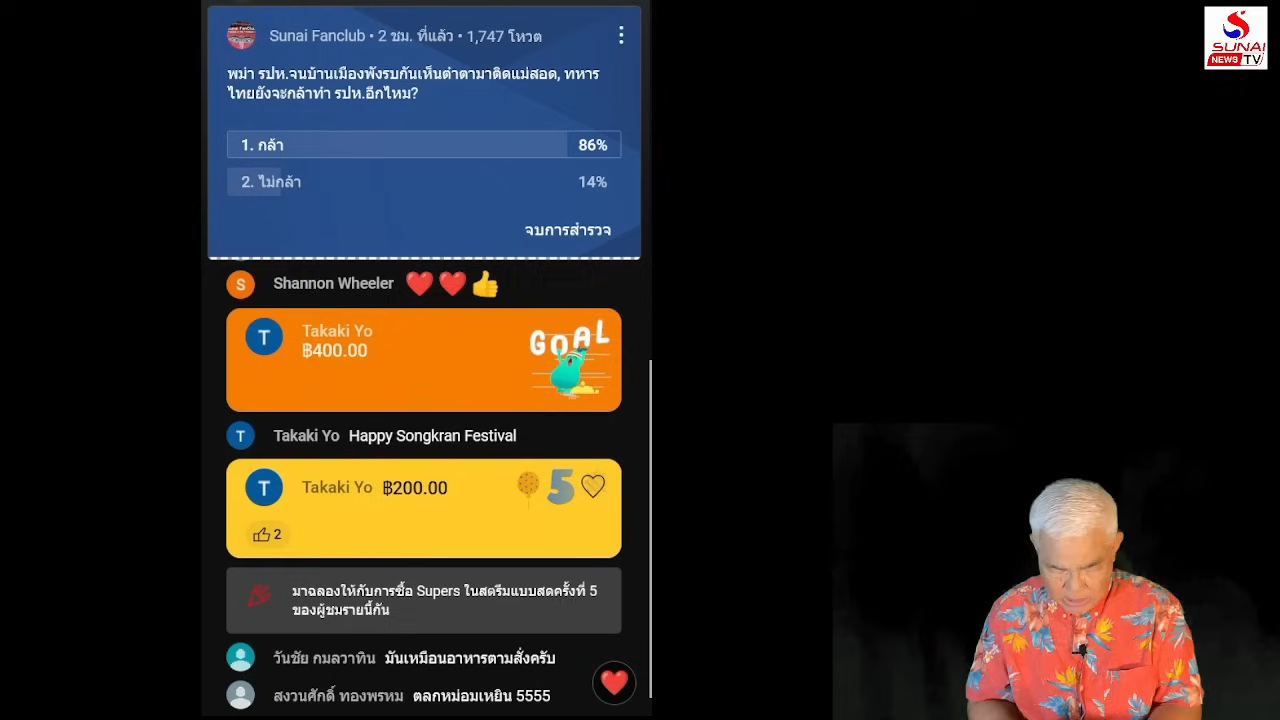 Sunai Fanclub • 2 ชม. ที่แล้ว • 1,747 โหวต
พม่า รปห.จนบ้านเมืองพังรบกันเห็นดำตามาติดแม่สอด, ทหาร
ไทยยังจะกล้าทำ รปห.อีกไหม?
1. กล้า 86%
2. ไม่กล้า 14%
จบการสำรวจ
S Shannon Wheeler
T Takaki Yo
฿400.00
GOAL
T Takaki Yo Happy Songkran Festival
T Takaki Yo ฿200.00
5
2
มาฉลองให้กับการซื้อ Supers ในสตรีมแบบสดครั้งที่ 5
ของผู้ชมรายนี้กัน
วันชัย กมลวาทิน มันเหมือนอาหารตามสั่งครับ
สงวนศักดิ์ ทองพรหม ตลกหม่อมเหยิน 5555
SUNAI
NEWS TV